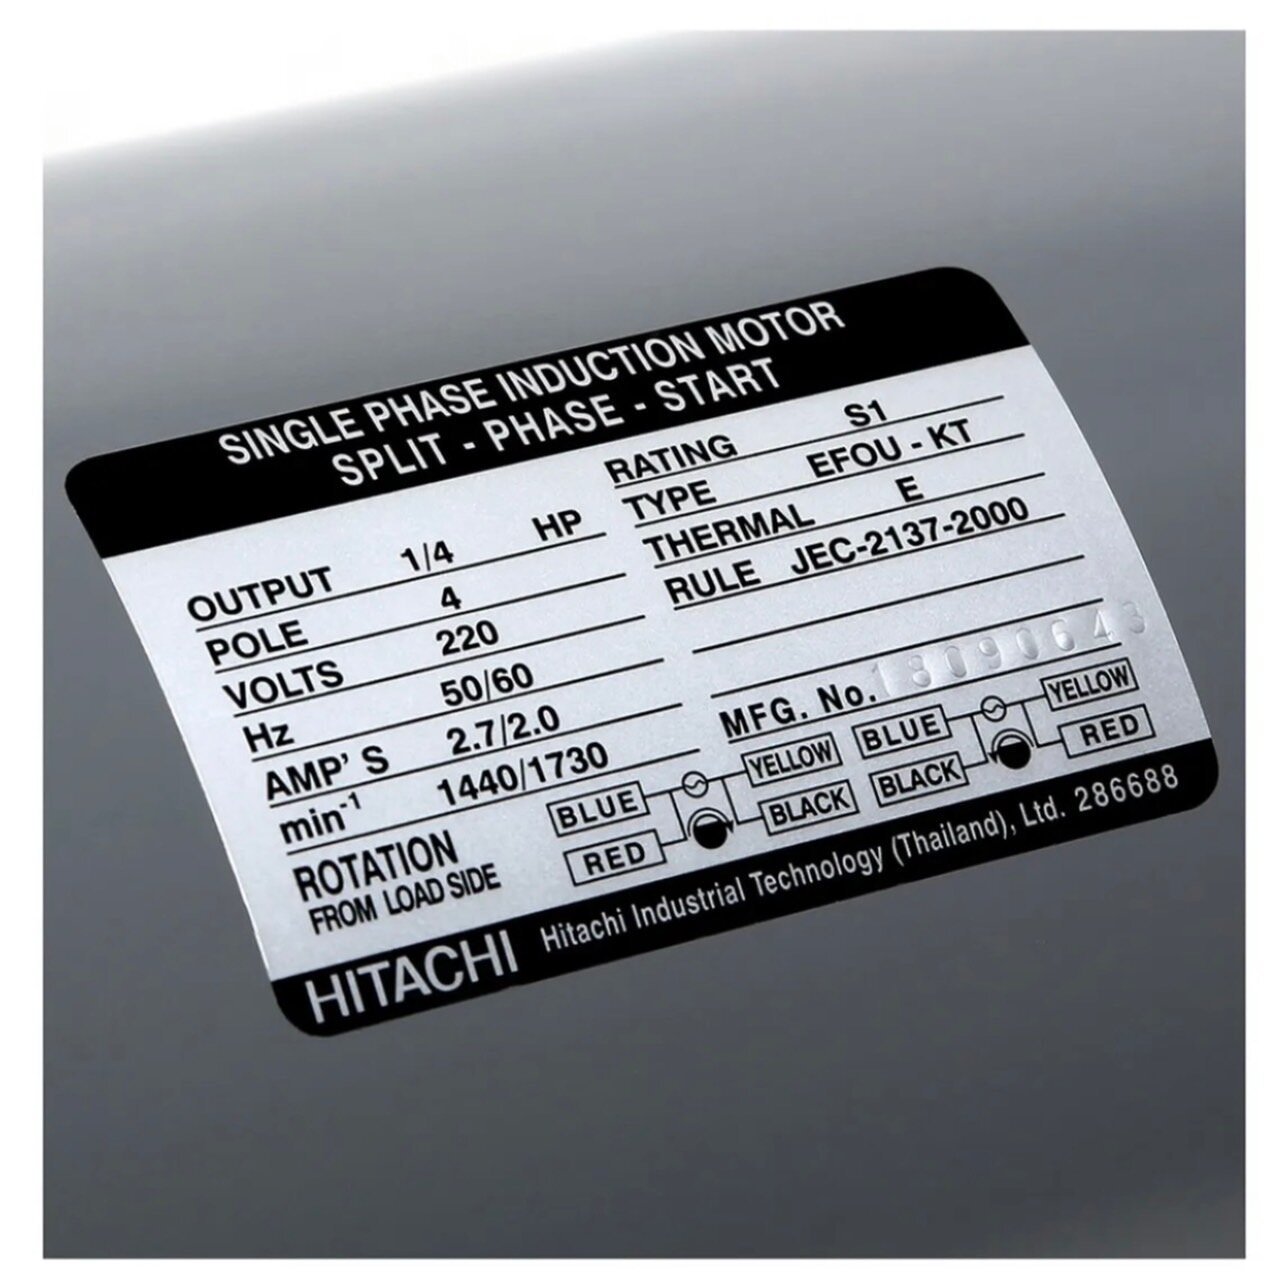 SINGLE PHASE INDUCTION MOTOR
SPLIT - PHASE - START
OUTPUT 1/4 HP
POLE 4
VOLTS 220
Hz 50/60
AMP' S 2.7/2.0
min-1 1440/1730
RATING S1
TYPE EFOU - KT
THERMAL E
RULE JEC-2137-2000
MFG. No. 18090643
ROTATION
FROM LOAD SIDE
BLUE YELLOW
RED BLACK
BLUE YELLOW
BLACK RED
HITACHI Hitachi Industrial Technology (Thailand), Ltd. 286688